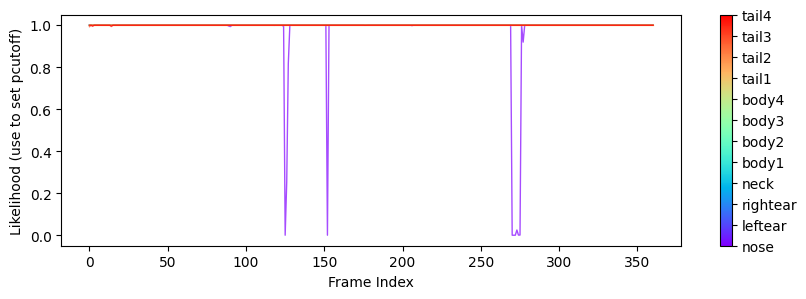 Likelihood (use to set pcutoff)
1.0
0.8
0.6
0.4
0.2
0.0
0 50 100 150 200 250 300 350
Frame Index
tail4
tail3
tail2
tail1
body4
body3
body2
body1
neck
rightear
leftear
nose